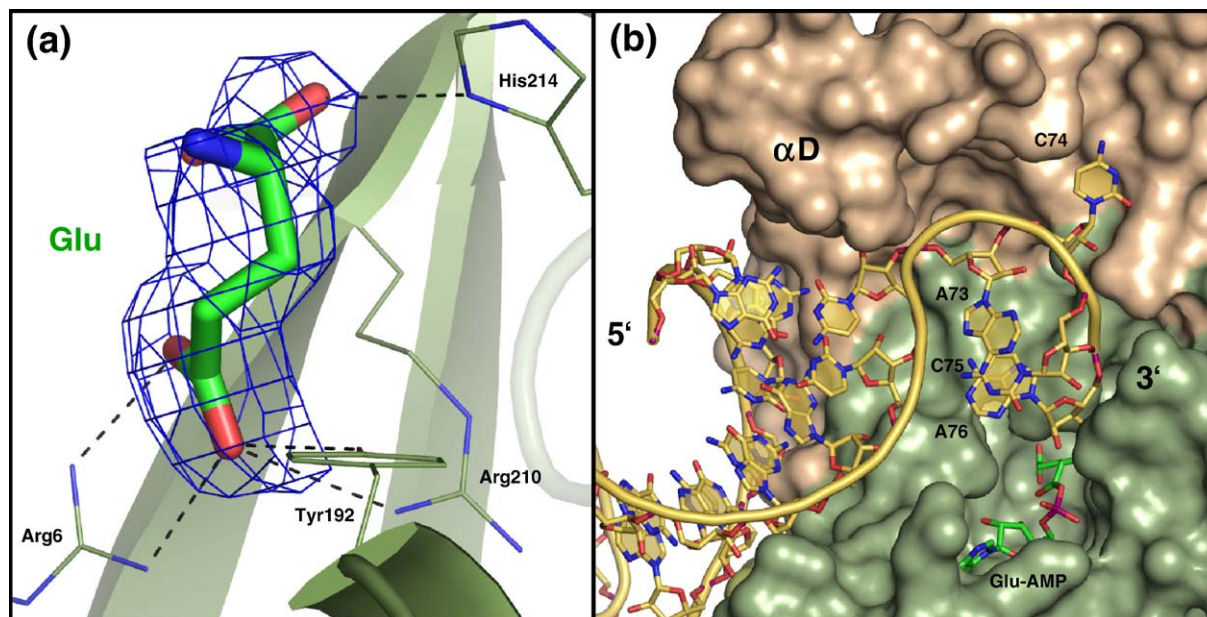 (a)
His214
Glu
Arg210
Tyr192
Arg6
(b)
C74
αD
A73
5‘
C75
3‘
A76
Glu-AMP